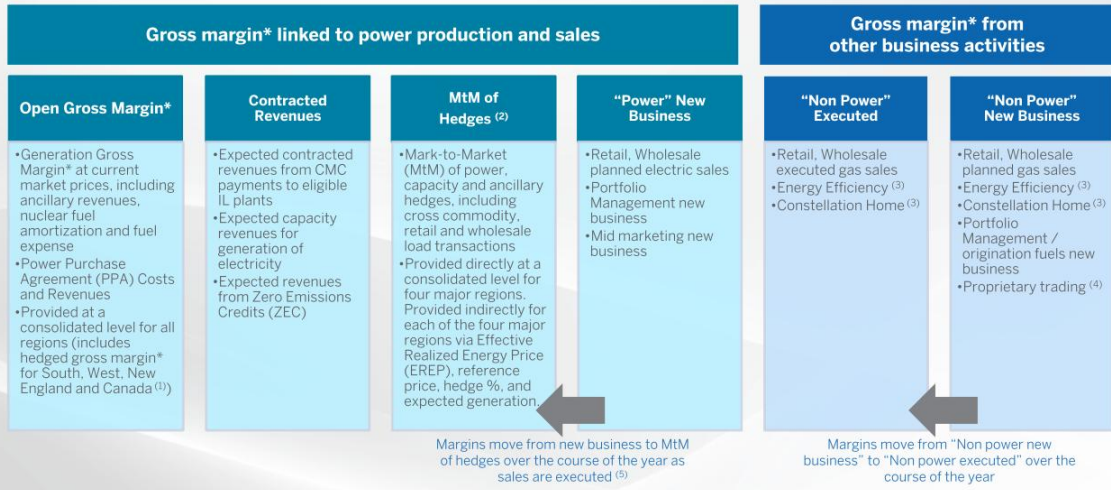 Gross margin* linked to power production and sales
Gross margin* from
other business activities
Open Gross Margin*
•Generation Gross
Margin* at current
market prices, including
ancillary revenues,
nuclear fuel
amortization and fuel
expense
•Power Purchase
Agreement (PPA) Costs
and Revenues
•Provided at a
consolidated level for all
regions (includes
hedged gross margin*
for South, West, New
England and Canada (1))
Contracted
Revenues
•Expected contracted
revenues from CMC
payments to eligible
IL plants
•Expected capacity
revenues for
generation of
electricity
•Expected revenues
from Zero Emissions
Credits (ZEC)
MtM of
Hedges (2)
•Mark-to-Market
(MtM) of power,
capacity and ancillary
hedges, including
cross commodity,
retail and wholesale
load transactions
•Provided directly at a
consolidated level for
four major regions.
Provided indirectly for
each of the four major
regions via Effective
Realized Energy Price
(EREP), reference
price, hedge %, and
expected generation.
“Power” New
Business
•Retail, Wholesale
planned electric sales
•Portfolio
Management new
business
•Mid marketing new
business
Margins move from new business to MtM
of hedges over the course of the year as
sales are executed (5)
“Non Power”
Executed
•Retail, Wholesale
executed gas sales
•Energy Efficiency (3)
•Constellation Home (3)
“Non Power”
New Business
•Retail, Wholesale
planned gas sales
•Energy Efficiency (3)
•Constellation Home (3)
•Portfolio
Management /
origination fuels new
business
•Proprietary trading (4)
Margins move from “Non power new
business” to “Non power executed” over the
course of the year